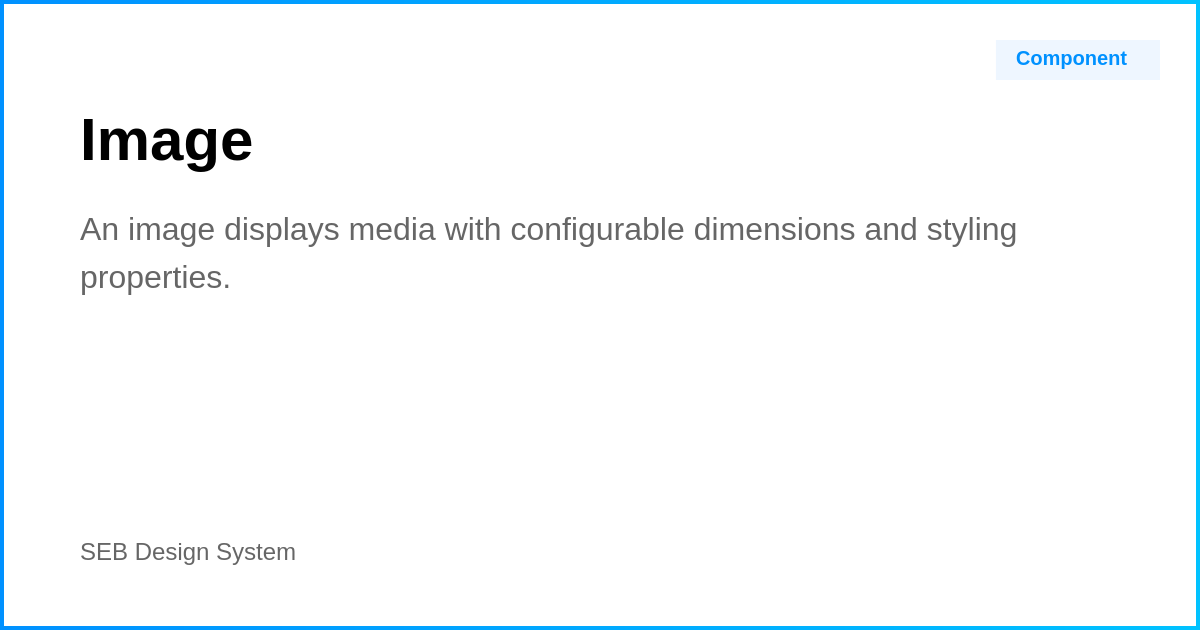 Component
Image
An image displays media with configurable dimensions and styling
properties.
SEB Design System